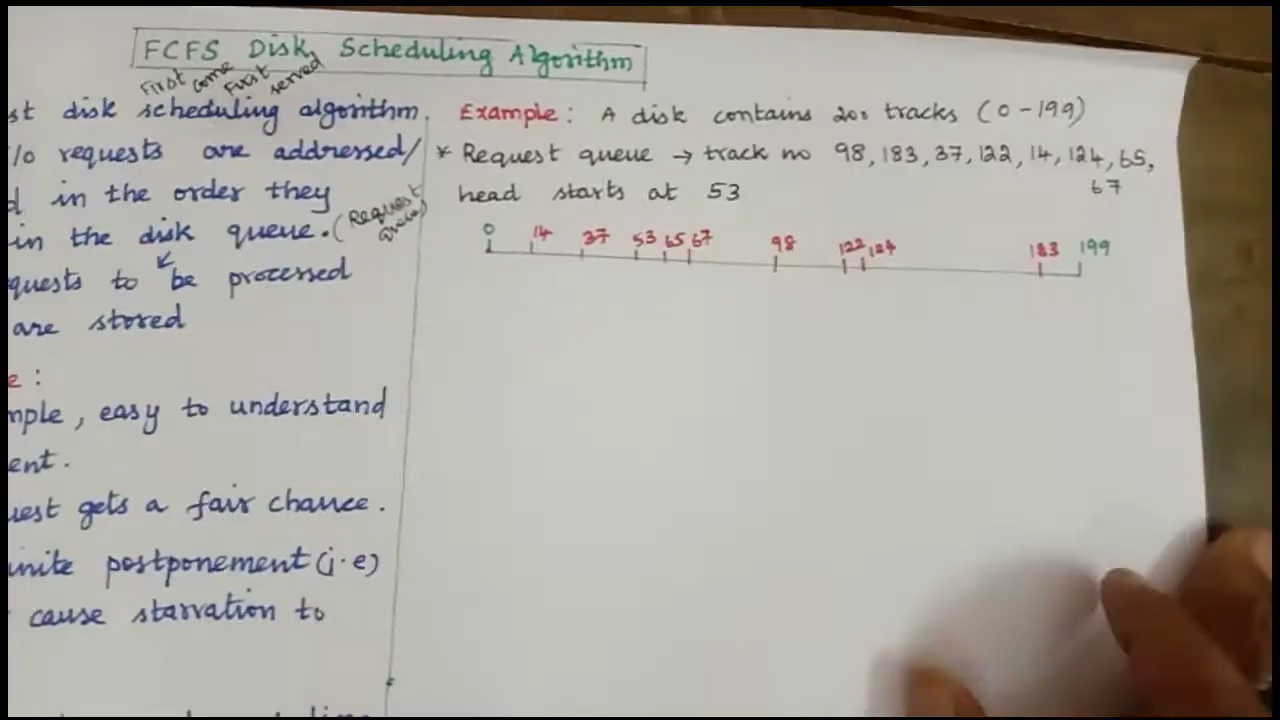 FCFS Disk Scheduling Algorithm
First come First served
st disk scheduling algorithm.
/o requests are addressed/
d in the order they
in the disk queue. (Request
quests to be processed
are stored
e :
mple, easy to understand
ent.
uest gets a fair chance.
inite postponement (i.e)
cause starvation to
Example : A disk contains 200 tracks (0-199)
* Request queue → track no 98, 183, 37, 122, 14, 124, 65,
67
head starts at 53
0 14 37 53 65 67 98 122 124 183 199